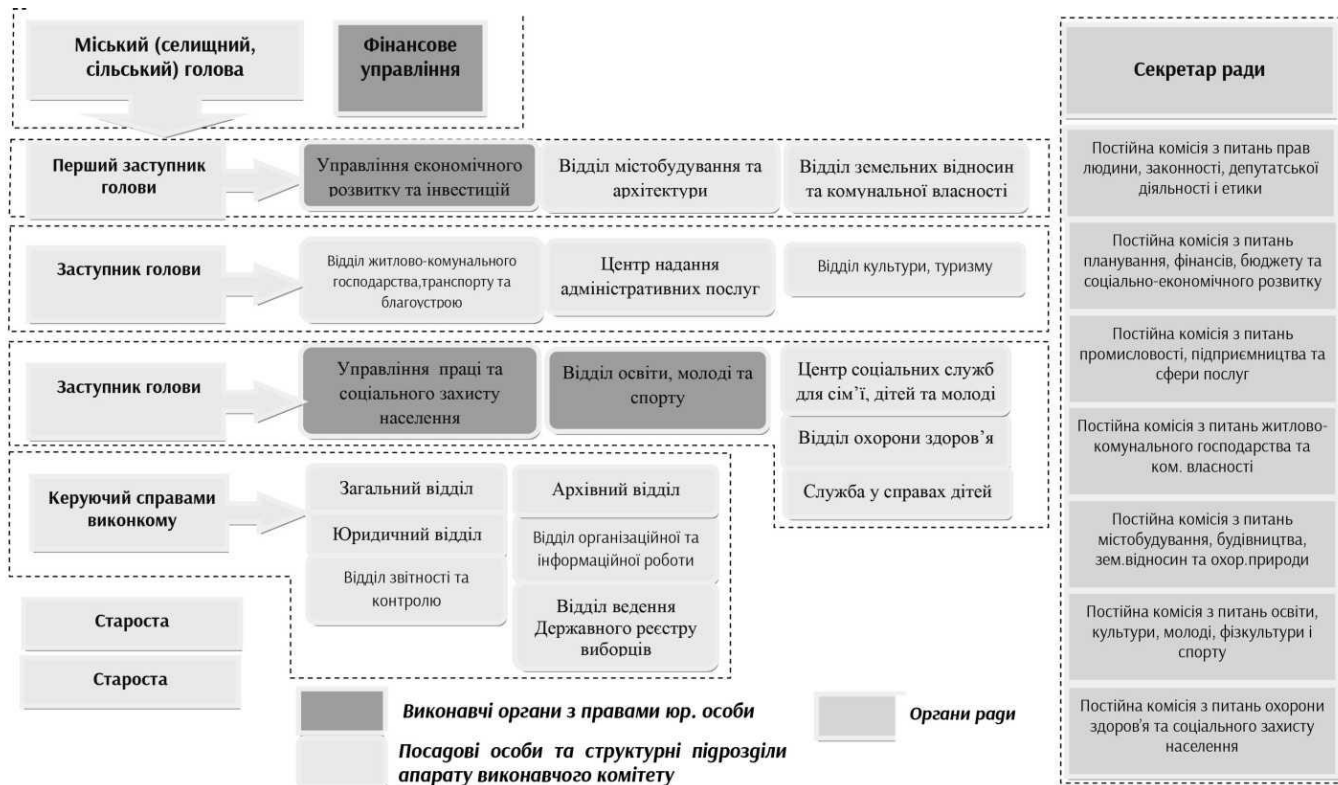 Міський (селищний,
сільський) голова
Фінансове
управління
Секретар ради
Перший заступник
голови
Управління економічного
розвитку та інвестицій
Відділ містобудування та
архітектури
Відділ земельних відносин
та комунальної власності
Постійна комісія з питань прав
людини, законності, депутатської
діяльності і етики
Заступник голови
Відділ житлово-комунального
господарства,транспорту та
благоустрою
Центр надання
адміністративних послуг
Відділ культури, туризму
Постійна комісія з питань
планування, фінансів, бюджету та
соціально-економічного розвитку
Заступник голови
Управління праці та
соціального захисту
населення
Відділ освіти, молоді та
спорту
Центр соціальних служб
для сім’ї, дітей та молоді
Відділ охорони здоров’я
Служба у справах дітей
Постійна комісія з питань
промисловості, підприємництва та
сфери послуг
Постійна комісія з питань житлово-
комунального господарства та
ком. власності
Керуючий справами
виконкому
Загальний відділ
Юридичний відділ
Відділ звітності та
контролю
Архівний відділ
Відділ організаційної та
інформаційної роботи
Відділ ведення
Державного реєстру
виборців
Постійна комісія з питань
містобудування, будівництва,
зем.відносин та охор.природи
Староста
Староста
Постійна комісія з питань освіти,
культури, молоді, фізкультури і
спорту
Постійна комісія з питань охорони
здоров’я та соціального захисту
населення
Виконавчі органи з правами юр. особи
Посадові особи та структурні підрозділи
апарату виконавчого комітету
Органи ради